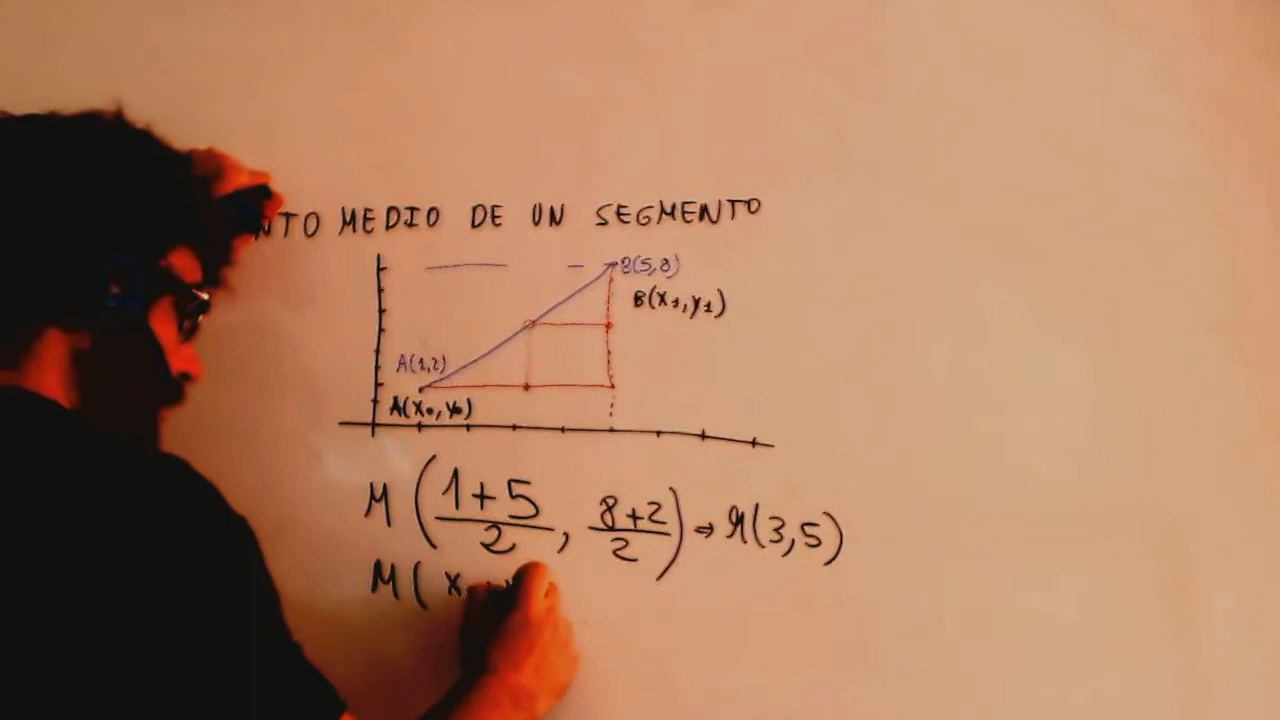 NTO MEDIO DE UN SEGMENTO
B(5,8)
B(x₁,y₁)
A(1,2)
A(x₀,y₀)
M(1+5/2, 8+2/2)→M(3,5)
M(x